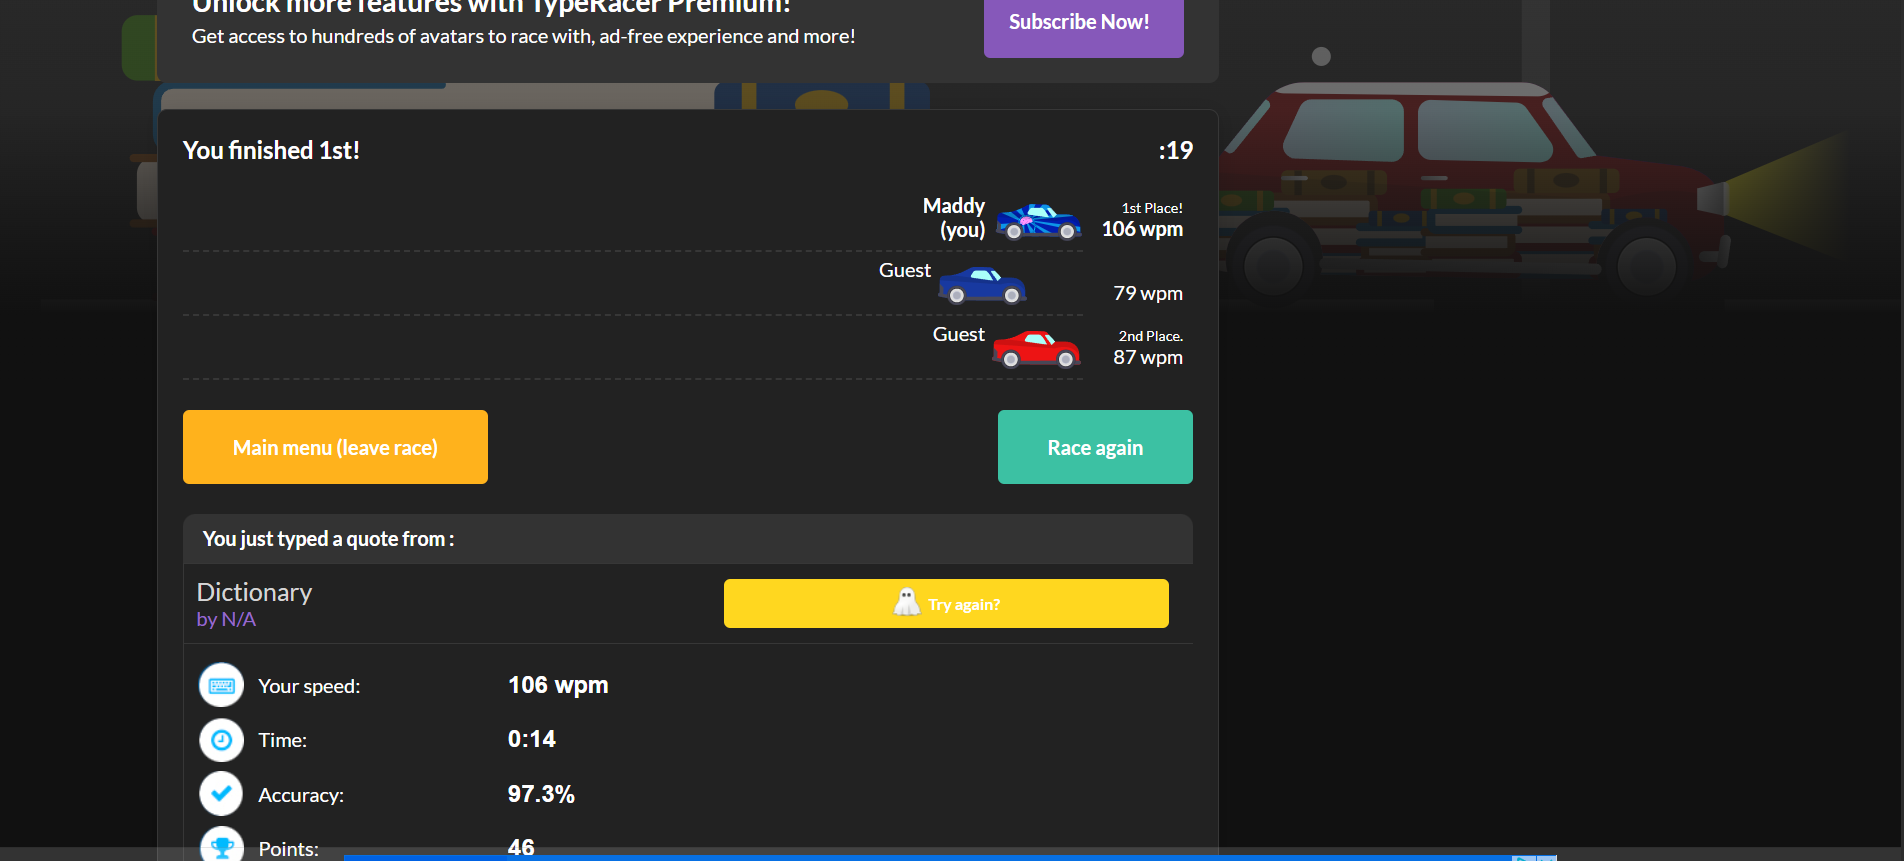 Unlock more features with TypeRacer Premium!
Get access to hundreds of avatars to race with, ad-free experience and more!
Subscribe Now!
You finished 1st!
:19
Maddy
(you)
1st Place!
106 wpm
Guest
79 wpm
Guest
2nd Place.
87 wpm
Main menu (leave race)
Race again
You just typed a quote from :
Dictionary
by N/A
Try again?
Your speed:
106 wpm
Time:
0:14
Accuracy:
97.3%
Points:
46